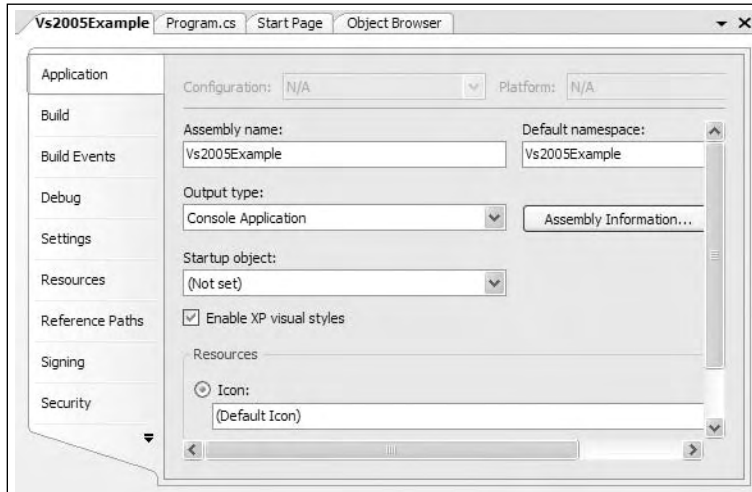 Vs2005Example Program.cs Start Page Object Browser
Application
Build
Build Events
Debug
Settings
Resources
Reference Paths
Signing
Security
Configuration: N/A Platform: N/A
Assembly name: Default namespace:
Vs2005Example Vs2005Example
Output type:
Console Application Assembly Information...
Startup object:
(Not set)
Enable XP visual styles
Resources
Icon:
(Default Icon)